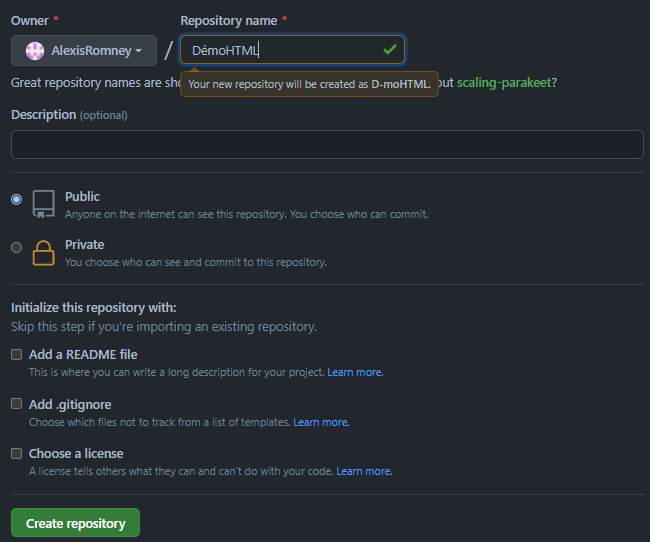 Owner * Repository name *
AlexisRomney / DémoHTML
Great repository names are sho out scaling-parakeet?
Your new repository will be created as D-moHTML.
Description (optional)
Public
Anyone on the internet can see this repository. You choose who can commit.
Private
You choose who can see and commit to this repository.
Initialize this repository with:
Skip this step if you're importing an existing repository.
Add a README file
This is where you can write a long description for your project. Learn more.
Add .gitignore
Choose which files not to track from a list of templates. Learn more.
Choose a license
A license tells others what they can and can't do with your code. Learn more.
Create repository